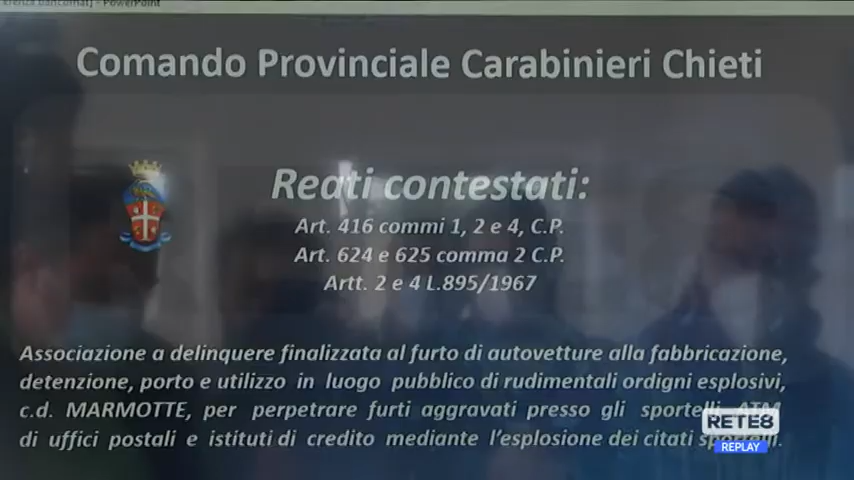 bancomat] - PowerPoint
Comando Provinciale Carabinieri Chieti
Reati contestati:
Art. 416 commi 1, 2 e 4, C.P.
Art. 624 e 625 comma 2 C.P.
Artt. 2 e 4 L.895/1967
Associazione a delinquere finalizzata al furto di autovetture alla fabbricazione,
detenzione, porto e utilizzo in luogo pubblico di rudimentali ordigni esplosivi,
c.d. MARMOTTE, per perpetrare furti aggravati presso gli sportelli ATM
di uffici postali e istituti di credito mediante l'esplosione dei citati sportelli.
RETE8
REPLAY